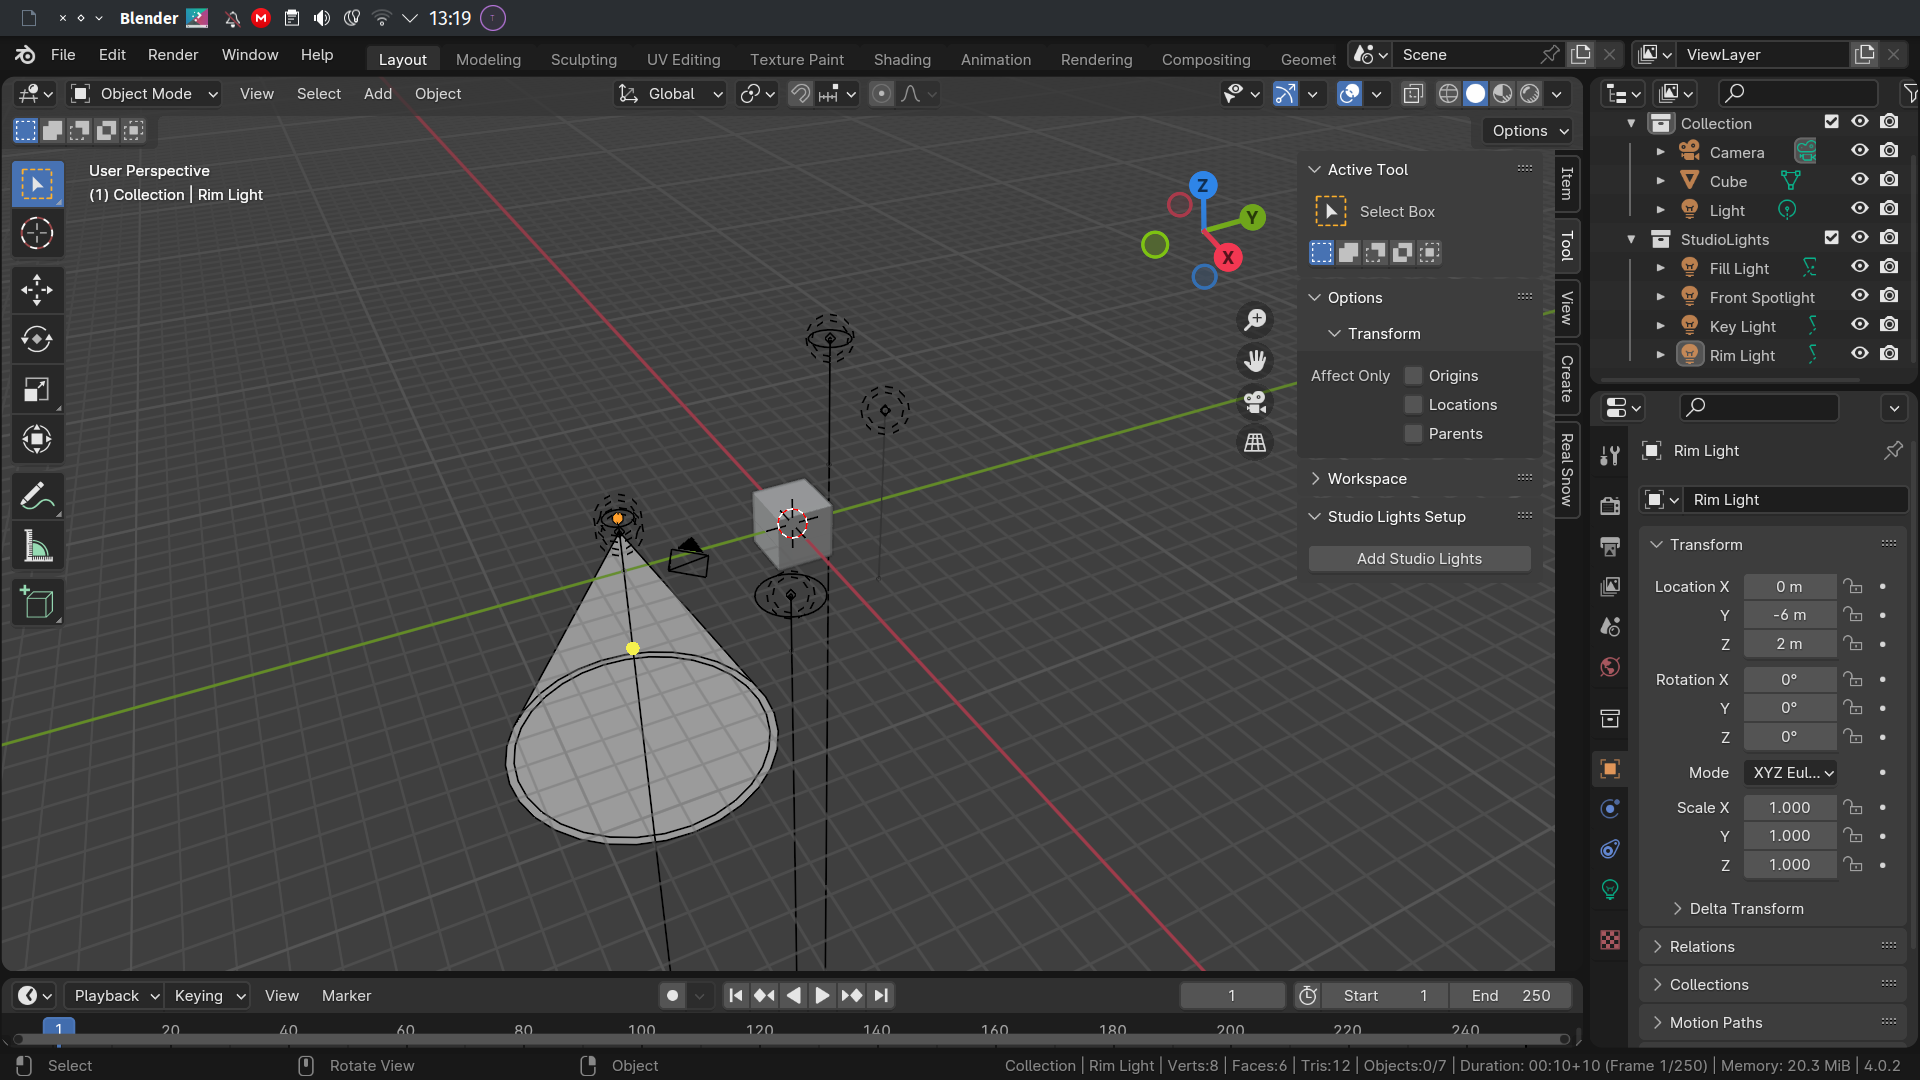 Blender M 13:19
File Edit Render Window Help Layout Modeling Sculpting UV Editing Texture Paint Shading Animation Rendering Compositing Geomet Scene ViewLayer
Object Mode View Select Add Object Global
Options
User Perspective
(1) Collection | Rim Light
Z
Y
X
Active Tool
Select Box
Options
Transform
Affect Only Origins
Locations
Parents
Workspace
Studio Lights Setup
Add Studio Lights
Item
Tool
View
Create
Real Snow
Collection
Camera
Cube
Light
StudioLights
Fill Light
Front Spotlight
Key Light
Rim Light
Rim Light
Rim Light
Transform
Location X 0 m
Y -6 m
Z 2 m
Rotation X 0°
Y 0°
Z 0°
Mode XYZ Eul...
Scale X 1.000
Y 1.000
Z 1.000
Delta Transform
Relations
Collections
Motion Paths
Playback Keying View Marker 1 Start 1 End 250
1 20 40 60 80 100 120 140 160 180 200 220 240
Select Rotate View Object Collection | Rim Light | Verts:8 | Faces:6 | Tris:12 | Objects:0/7 | Duration: 00:10+10 (Frame 1/250) | Memory: 20.3 MiB | 4.0.2